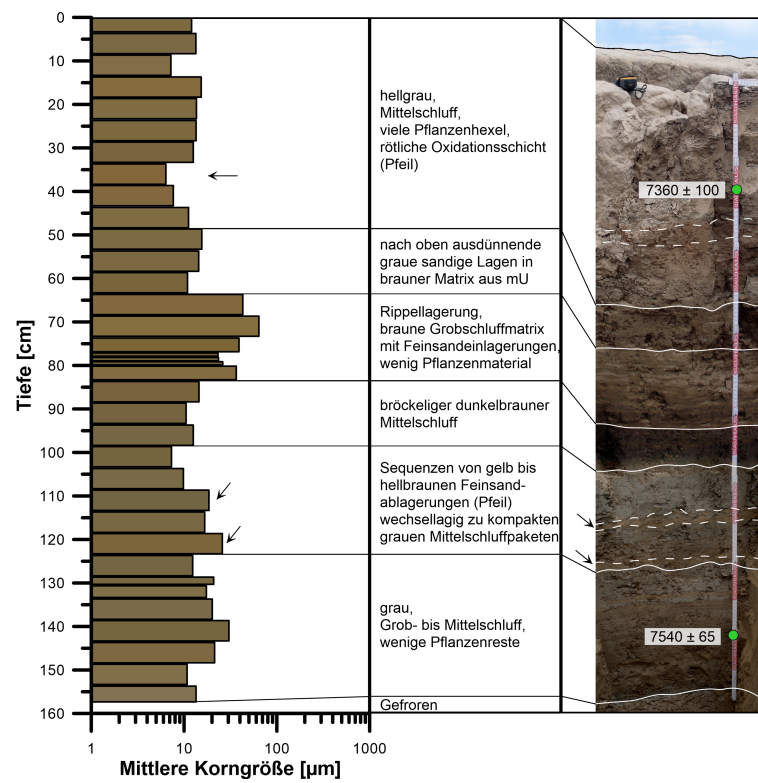 0
10
20
30
40
50
60
70
80
90
100
110
120
130
140
150
160
Tiefe [cm]
1
10
100
1000
Mittlere Korngröße [µm]
hellgrau,
Mittelschluff,
viele Pflanzenhexel,
rötliche Oxidationsschicht
(Pfeil)
nach oben ausdünnende
graue sandige Lagen in
brauner Matrix aus mU
Rippellagerung,
braune Grobschluffmatrix
mit Feinsandeinlagerungen,
wenig Pflanzenmaterial
bröckeliger dunkelbrauner
Mittelschluff
Sequenzen von gelb bis
hellbraunen Feinsand-
ablagerungen (Pfeil)
wechsellagig zu kompakten
grauen Mittelschluffpaketen
grau,
Grob- bis Mittelschluff,
wenige Pflanzenreste
Gefroren
7360 ± 100
7540 ± 65